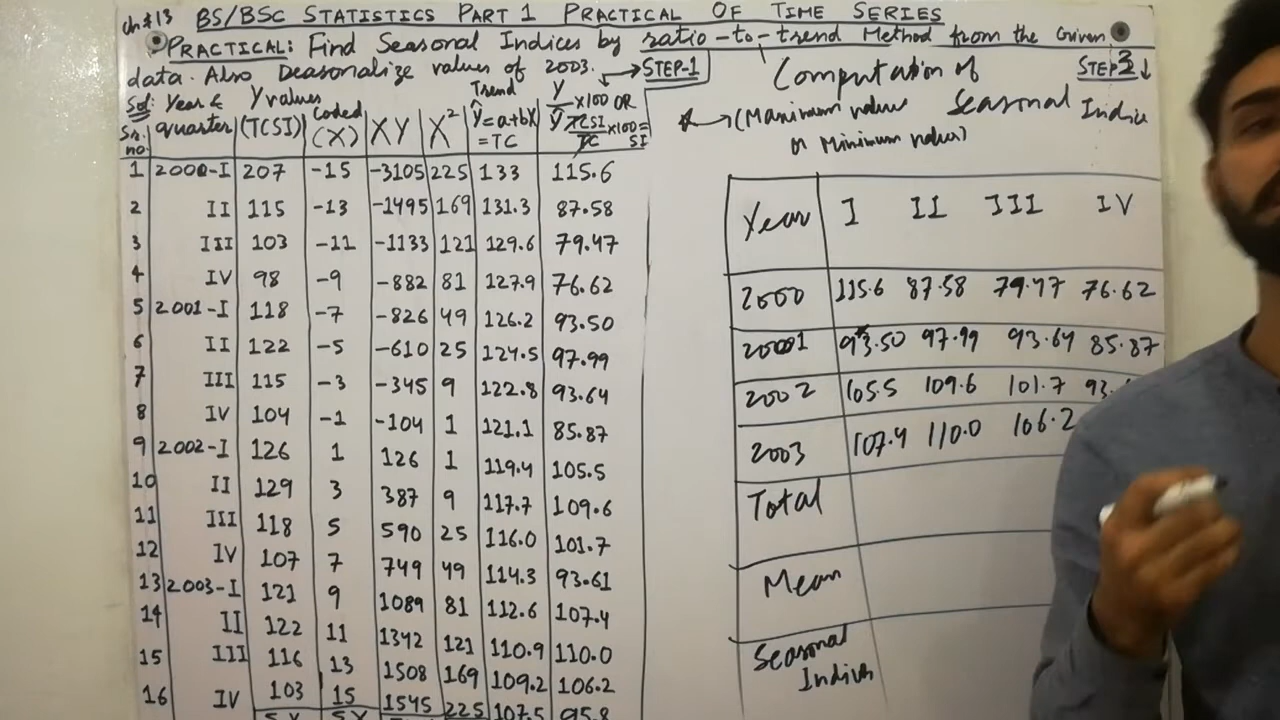 ch#13
BS/BSC STATISTICS PART 1 PRACTICAL OF TIME SERIES
PRACTICAL: Find Seasonal Indices by ratio-to-trend Method from the Given
data. Also Deasonalize values of 2003. → STEP-1
Sol: Sr. no. | Year & quarter | Y values (TCSI) | Coded (X) | XY | X² | Trend Ŷ=a+bX =TC | Y/Ŷ×100 OR TCSI/TC×100= SI
1 2000-I 207 -15 -3105 225 133 115.6
2 II 115 -13 -1495 169 131.3 87.58
3 III 103 -11 -1133 121 129.6 79.47
4 IV 98 -9 -882 81 127.9 76.62
5 2001-I 118 -7 -826 49 126.2 93.50
6 II 122 -5 -610 25 124.5 97.99
7 III 115 -3 -345 9 122.8 93.64
8 IV 104 -1 -104 1 121.1 85.87
9 2002-I 126 1 126 1 119.4 105.5
10 II 129 3 387 9 117.7 109.6
11 III 118 5 590 25 116.0 101.7
12 IV 107 7 749 49 114.3 93.61
13 2003-I 121 9 1089 81 112.6 107.4
14 II 122 11 1342 121 110.9 110.0
15 III 116 13 1508 169 109.2 106.2
16 IV 103 15 1545 225 107.5 95.8
Computation of
Seasonal Indice
STEP 3 ↓
(Maximum values
or Minimum values)
Year I II III IV
2000 115.6 87.58 79.47 76.62
20001 93.50 97.99 93.64 85.87
2002 105.5 109.6 101.7 93.
2003 107.4 110.0 106.2
Total
Mean
Seasonal
Indices